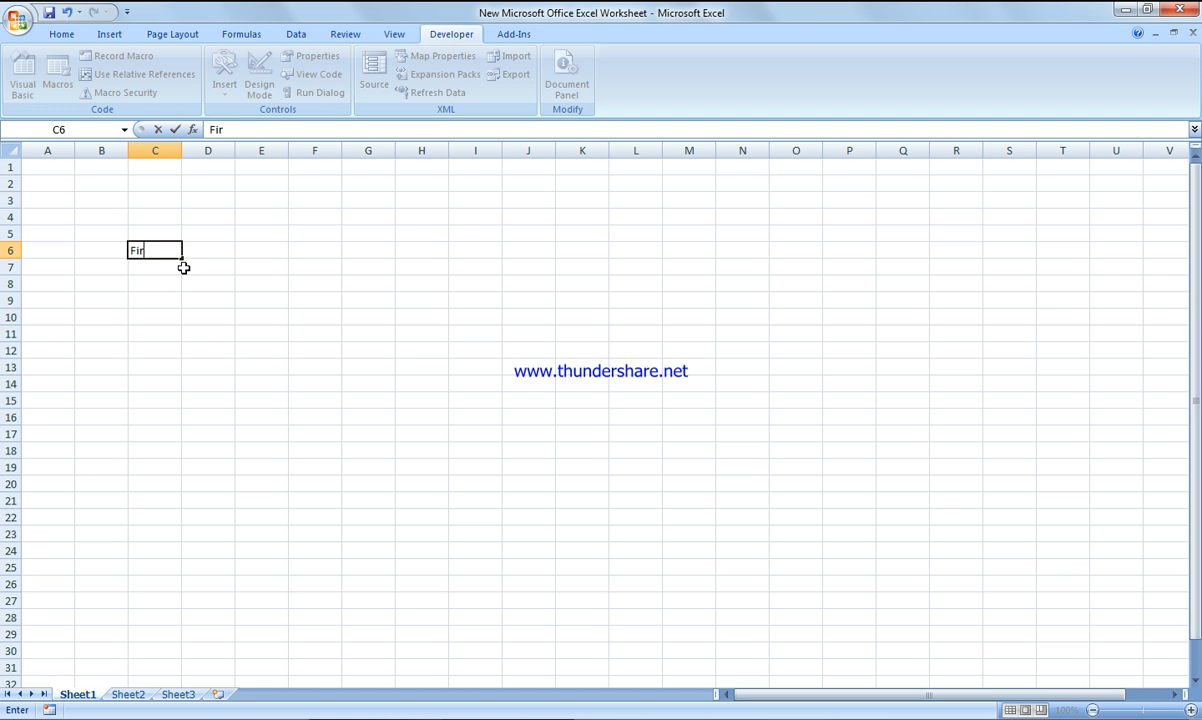 New Microsoft Office Excel Worksheet - Microsoft Excel
Home Insert Page Layout Formulas Data Review View Developer Add-Ins
Visual Basic
Macros
Record Macro
Use Relative References
Macro Security
Code
Insert
Design Mode
Properties
View Code
Run Dialog
Controls
Source
Map Properties
Expansion Packs
Refresh Data
Import
Export
XML
Document Panel
Modify
C6 fx Fir
A B C D E F G H I J K L M N O P Q R S T U V
1
2
3
4
5
6 Fir
7
8
9
10
11
12
13
www.thundershare.net
14
15
16
17
18
19
20
21
22
23
24
25
26
27
28
29
30
31
32
Sheet1 Sheet2 Sheet3
Enter 100%